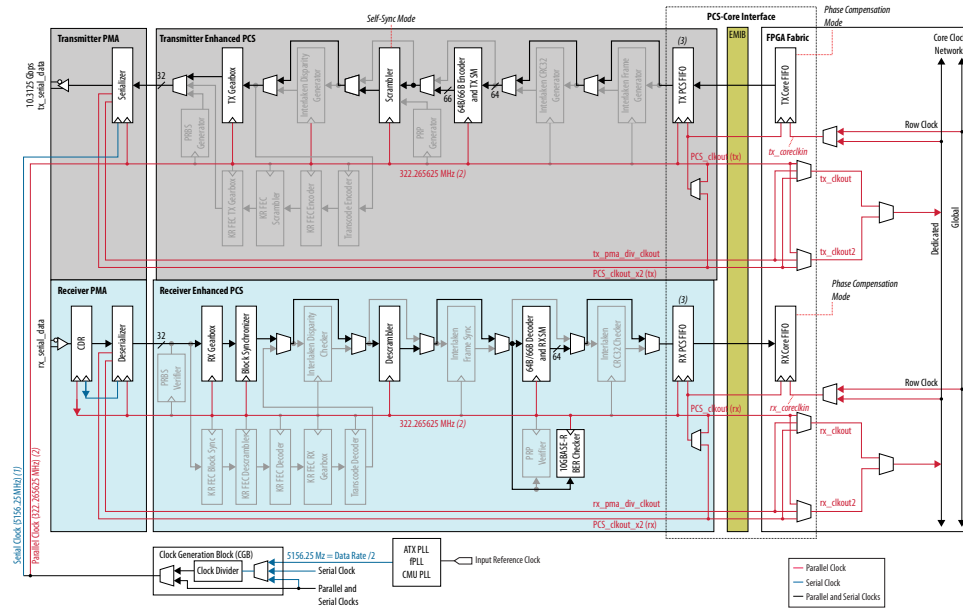 Self-Sync Mode
Phase Compensation
Mode
PCS-Core Interface
Transmitter PMA
Transmitter Enhanced PCS
EMIB
FPGA Fabric
Core Clock
Network
(3)
10.3125 Gbps
tx_serial_data
Serializer
32
TX Gearbox
Interlaken Disparity
Generator
Scrambler
66
64B/66B Encoder
and TX SM
64
Interlaken CRC32
Generator
Interlaken Frame
Generator
TX PCS FIFO
TX Core FIFO
PRBS
Generator
PRP
Generator
Row Clock
tx_coreclkin
PCS_clkout (tx)
322.265625 MHz (2)
tx_clkout
KR FEC TX Gearbox
KR FEC
Scrambler
KR FEC Encoder
Transcode Encoder
Dedicated
Global
tx_pma_div_clkout
tx_clkout2
PCS_clkout_x2 (tx)
Receiver PMA
Receiver Enhanced PCS
Phase Compensation
Mode
(3)
rx_serial_data
CDR
Deserializer
32
PRBS
Verifier
RX Gearbox
Block Synchronizer
Interlaken Disparity
Checker
Descrambler
Interlaken
Frame Sync
64B/66B Decoder
and RX SM
64
Interlaken
CRC32 Checker
RX PCS FIFO
RX Core FIFO
Row Clock
rx_coreclkin
PCS_clkout (rx)
322.265625 MHz (2)
rx_clkout
KR FEC Block Sync
KR FEC Descrambler
KR FEC Decoder
KR FEC RX
Gearbox
Transcode Decoder
PRP
Verifier
10GBASE-R
BER Checker
rx_pma_div_clkout
rx_clkout2
PCS_clkout_x2 (rx)
Serial Clock (5156.25 MHz) (1)
Parallel Clock (322.265625 MHz) (2)
Clock Generation Block (CGB)
Clock Divider
5156.25 Mz = Data Rate /2
Serial Clock
Parallel and
Serial Clocks
ATX PLL
fPLL
CMU PLL
Input Reference Clock
Parallel Clock
Serial Clock
Parallel and Serial Clocks